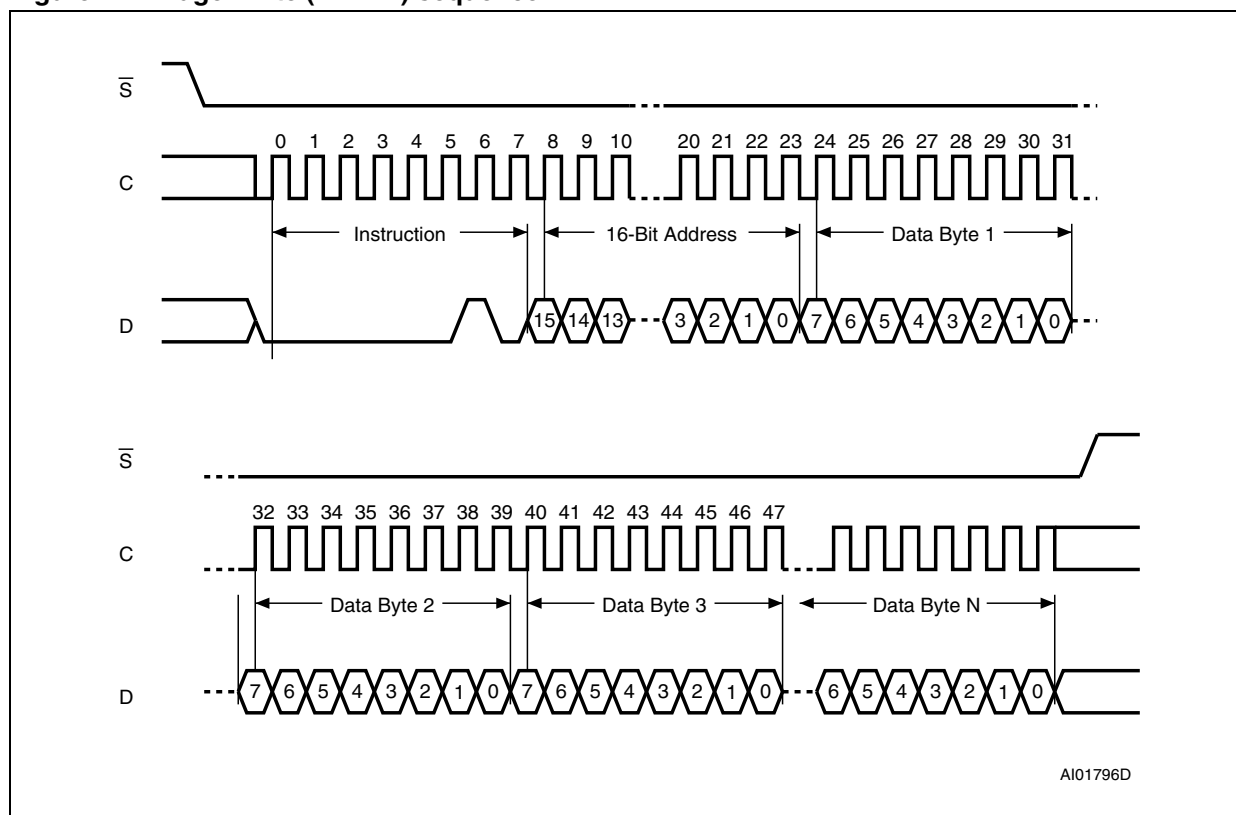 S
0 1 2 3 4 5 6 7 8 9 10 20 21 22 23 24 25 26 27 28 29 30 31
C
Instruction 16-Bit Address Data Byte 1
D 15 14 13 3 2 1 0 7 6 5 4 3 2 1 0
S
32 33 34 35 36 37 38 39 40 41 42 43 44 45 46 47
C
Data Byte 2 Data Byte 3 Data Byte N
D 7 6 5 4 3 2 1 0 7 6 5 4 3 2 1 0 6 5 4 3 2 1 0
AI01796D